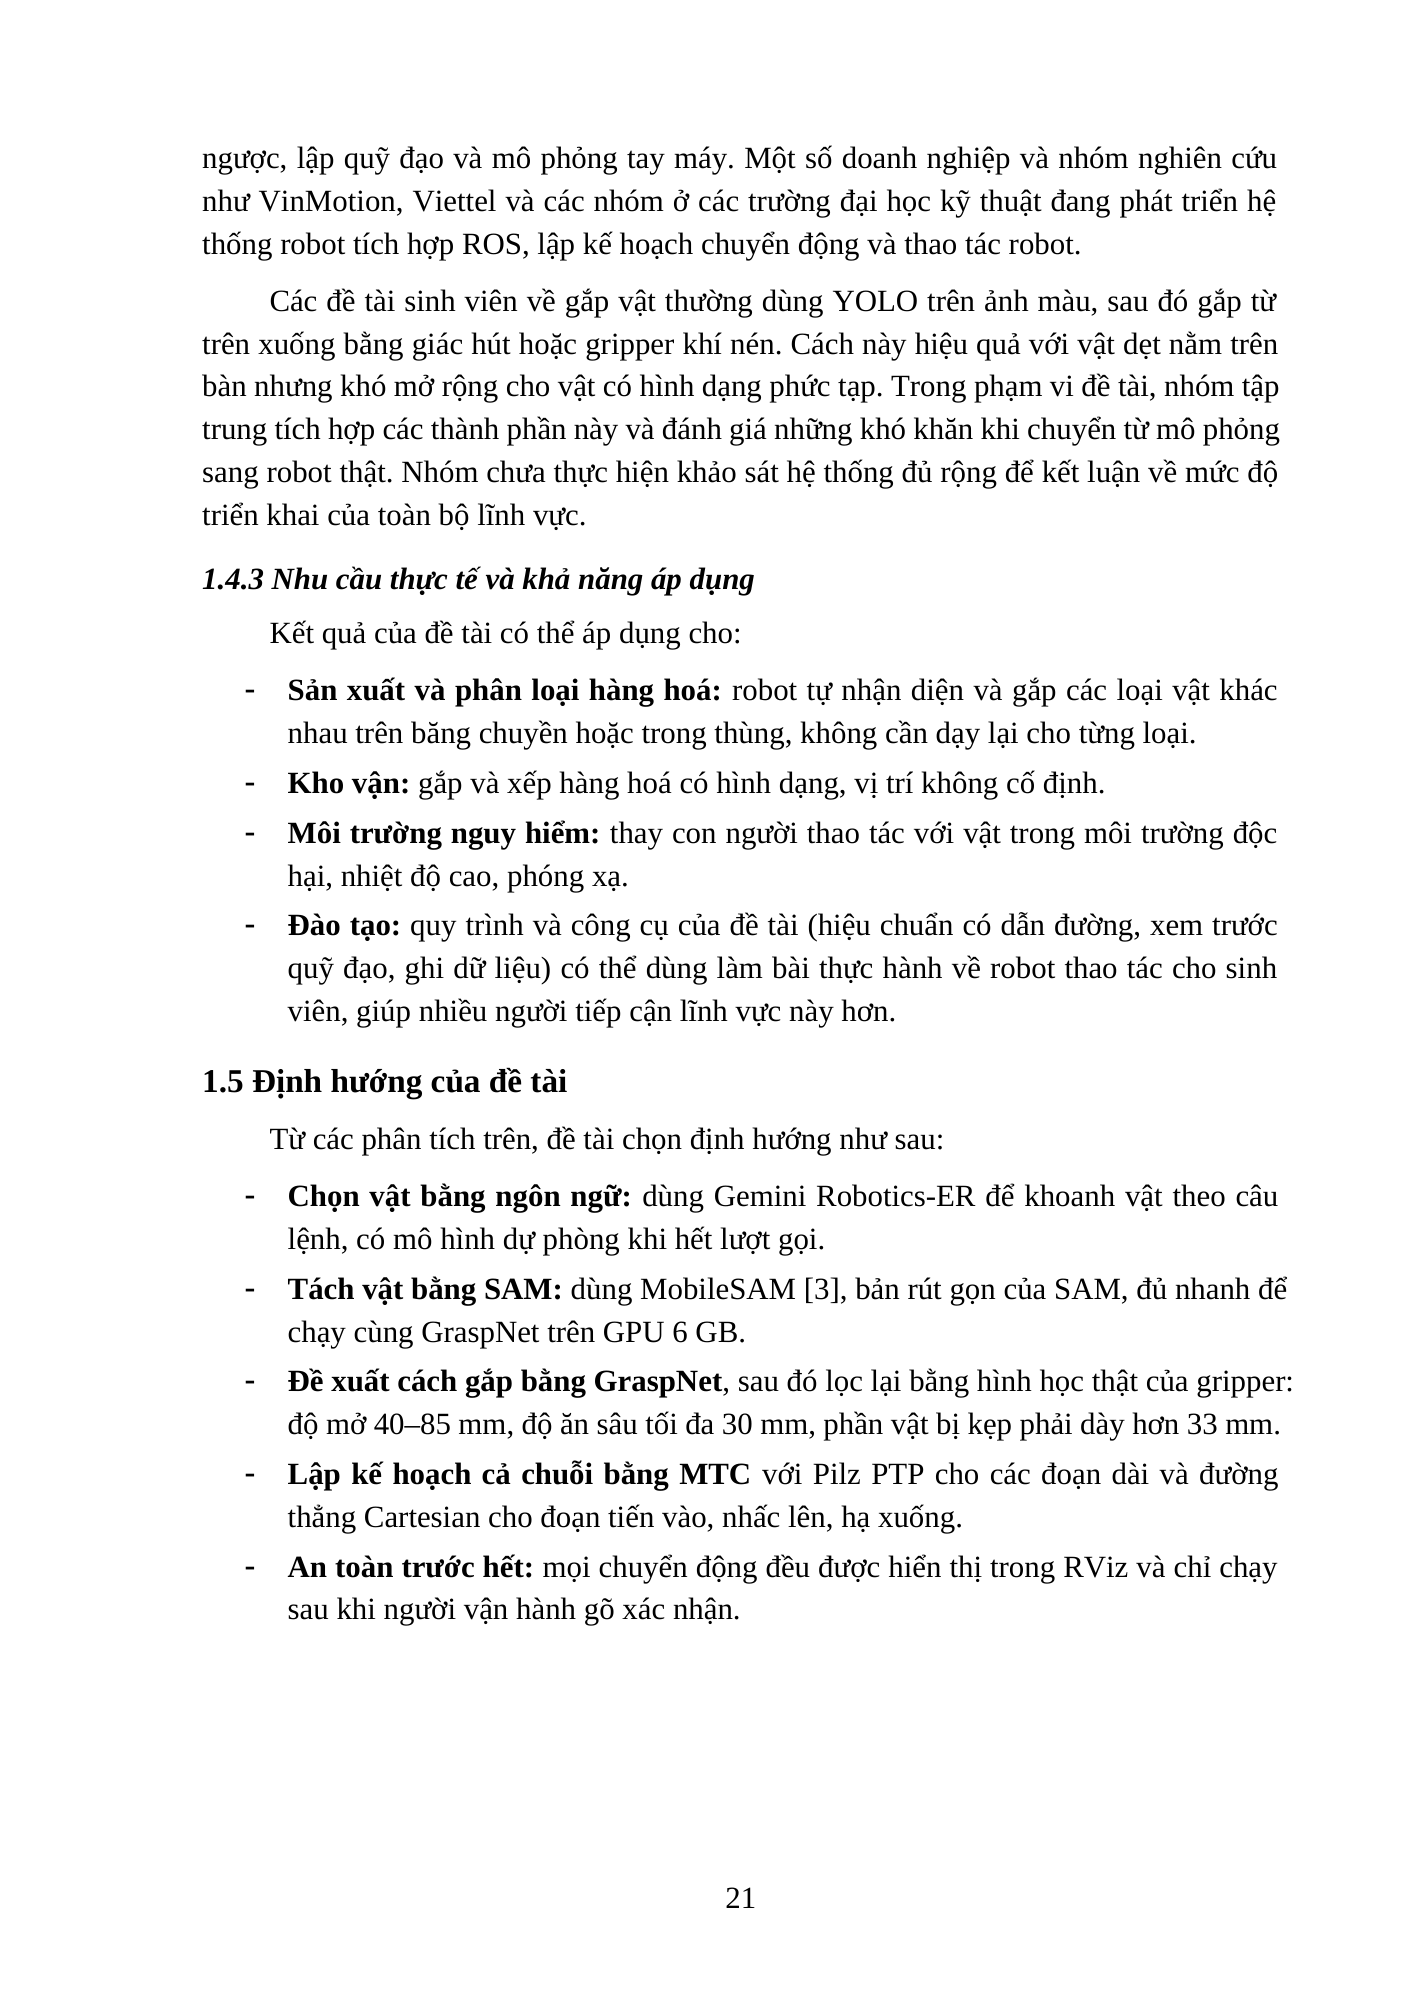 ngược, lập quỹ đạo và mô phỏng tay máy. Một số doanh nghiệp và nhóm nghiên cứu
như VinMotion, Viettel và các nhóm ở các trường đại học kỹ thuật đang phát triển hệ
thống robot tích hợp ROS, lập kế hoạch chuyển động và thao tác robot.
Các đề tài sinh viên về gắp vật thường dùng YOLO trên ảnh màu, sau đó gắp từ
trên xuống bằng giác hút hoặc gripper khí nén. Cách này hiệu quả với vật dẹt nằm trên
bàn nhưng khó mở rộng cho vật có hình dạng phức tạp. Trong phạm vi đề tài, nhóm tập
trung tích hợp các thành phần này và đánh giá những khó khăn khi chuyển từ mô phỏng
sang robot thật. Nhóm chưa thực hiện khảo sát hệ thống đủ rộng để kết luận về mức độ
triển khai của toàn bộ lĩnh vực.
1.4.3 Nhu cầu thực tế và khả năng áp dụng
Kết quả của đề tài có thể áp dụng cho:
- Sản xuất và phân loại hàng hoá: robot tự nhận diện và gắp các loại vật khác
nhau trên băng chuyền hoặc trong thùng, không cần dạy lại cho từng loại.
- Kho vận: gắp và xếp hàng hoá có hình dạng, vị trí không cố định.
- Môi trường nguy hiểm: thay con người thao tác với vật trong môi trường độc
hại, nhiệt độ cao, phóng xạ.
- Đào tạo: quy trình và công cụ của đề tài (hiệu chuẩn có dẫn đường, xem trước
quỹ đạo, ghi dữ liệu) có thể dùng làm bài thực hành về robot thao tác cho sinh
viên, giúp nhiều người tiếp cận lĩnh vực này hơn.
1.5 Định hướng của đề tài
Từ các phân tích trên, đề tài chọn định hướng như sau:
- Chọn vật bằng ngôn ngữ: dùng Gemini Robotics-ER để khoanh vật theo câu
lệnh, có mô hình dự phòng khi hết lượt gọi.
- Tách vật bằng SAM: dùng MobileSAM [3], bản rút gọn của SAM, đủ nhanh để
chạy cùng GraspNet trên GPU 6 GB.
- Đề xuất cách gắp bằng GraspNet, sau đó lọc lại bằng hình học thật của gripper:
độ mở 40–85 mm, độ ăn sâu tối đa 30 mm, phần vật bị kẹp phải dày hơn 33 mm.
- Lập kế hoạch cả chuỗi bằng MTC với Pilz PTP cho các đoạn dài và đường
thẳng Cartesian cho đoạn tiến vào, nhấc lên, hạ xuống.
- An toàn trước hết: mọi chuyển động đều được hiển thị trong RViz và chỉ chạy
sau khi người vận hành gõ xác nhận.
21